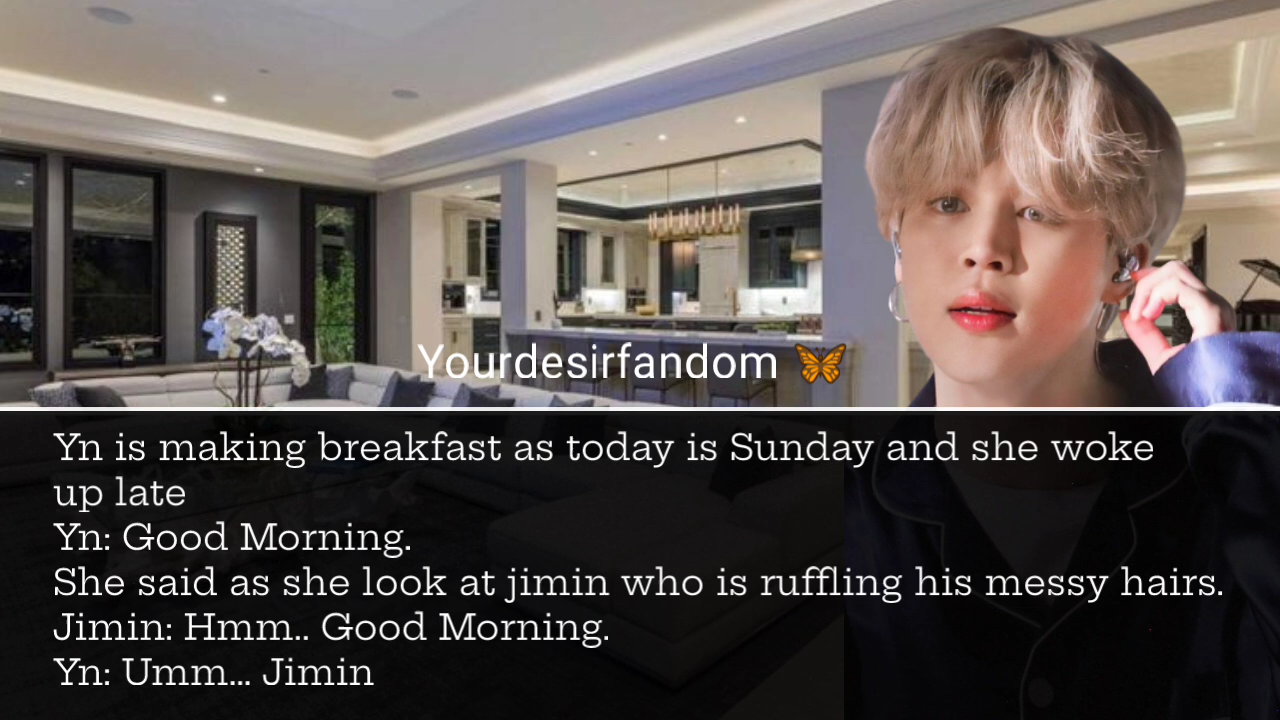 Yourdesirfandom 🦋
Yn is making breakfast as today is Sunday and she woke
up late
Yn: Good Morning.
She said as she look at jimin who is ruffling his messy hairs.
Jimin: Hmm.. Good Morning.
Yn: Umm... Jimin